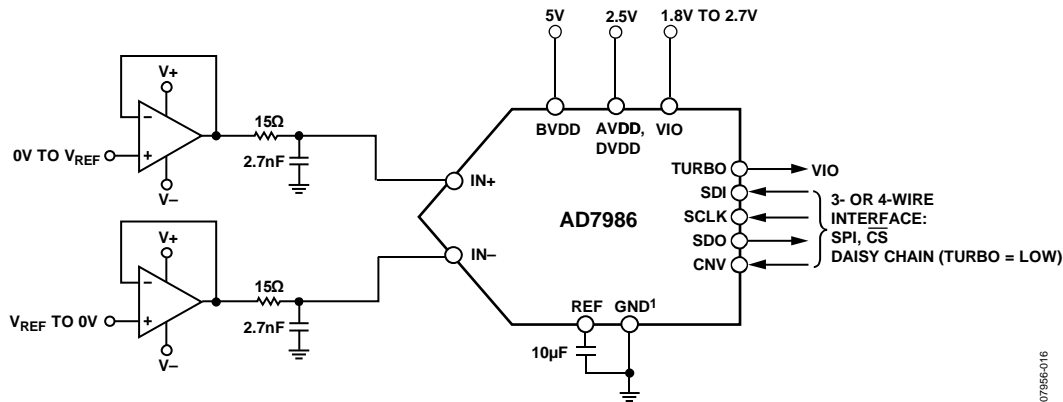 5V
2.5V
1.8V TO 2.7V
BVDD
AVDD,
DVDD
VIO
V+
−
+
0V TO VREF
V−
15Ω
2.7nF
IN+
V+
−
+
VREF TO 0V
V−
15Ω
2.7nF
IN−
AD7986
TURBO
VIO
SDI
SCLK
SDO
CNV
3- OR 4-WIRE
INTERFACE:
SPI, C̅S̅
DAISY CHAIN (TURBO = LOW)
REF
GND¹
10µF
07956-016